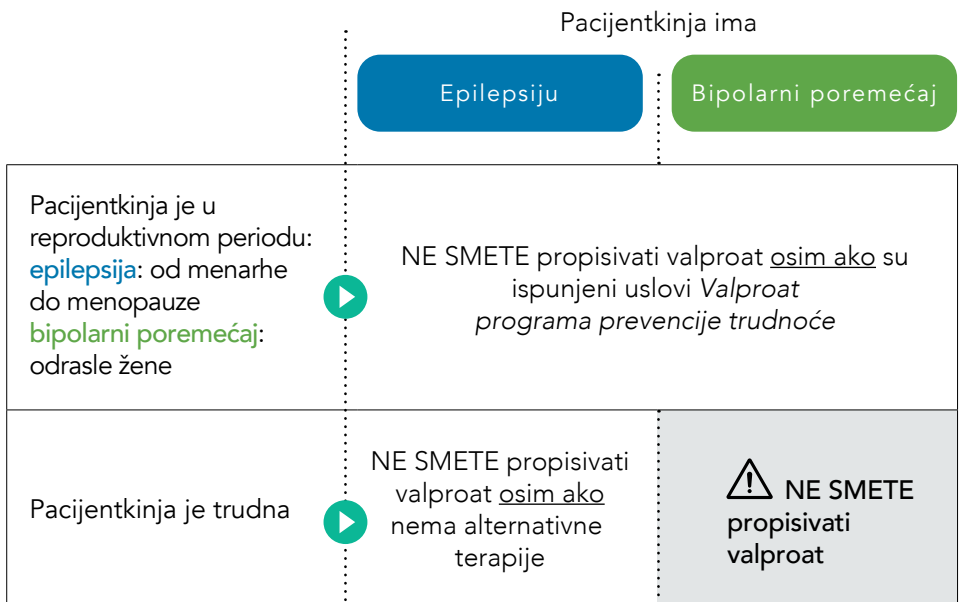 Pacijentkinja ima
Epilepsiju
Bipolarni poremećaj
Pacijentkinja je u
reproduktivnom periodu:
epilepsija: od menarhe
do menopauze
bipolarni poremećaj:
odrasle žene
NE SMETE propisivati valproat osim ako su
ispunjeni uslovi Valproat
programa prevencije trudnoće
Pacijentkinja je trudna
NE SMETE propisivati
valproat osim ako
nema alternativne
terapije
NE SMETE
propisivati
valproat